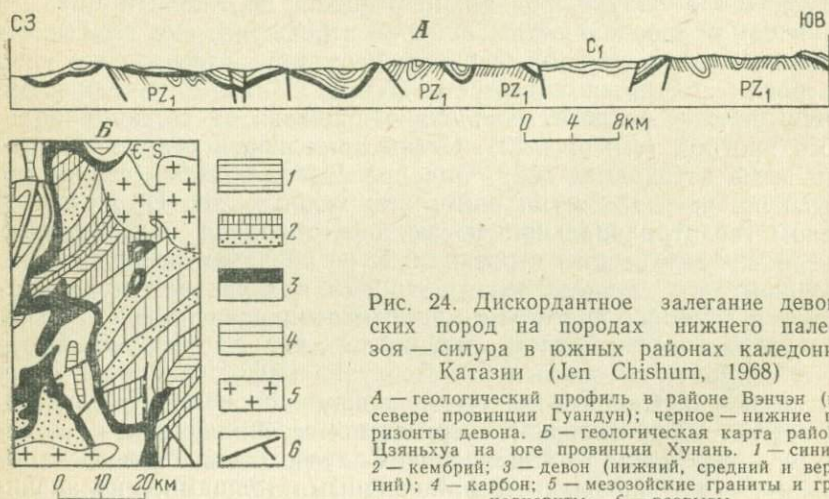 СЗ А ЮВ
С₁
PZ₁ PZ₁ PZ₁ PZ₁
0 4 8км
Б
Є-S
1
2
3
4
5
6
0 10 20км
Рис. 24. Дискордантное залегание девон
ских пород на породах нижнего палео
зоя — силура в южных районах каледони
Катазии (Jen Chishum, 1968)
А — геологический профиль в районе Вэнчэн (
севере провинции Гуандун); черное — нижние
ризонты девона. Б — геологическая карта район
Цзяньхуа на юге провинции Хунань. 1 — сини
2 — кембрий; 3 — девон (нижний, средний и вер
ний); 4 — карбон; 5 — мезозойские граниты и гр